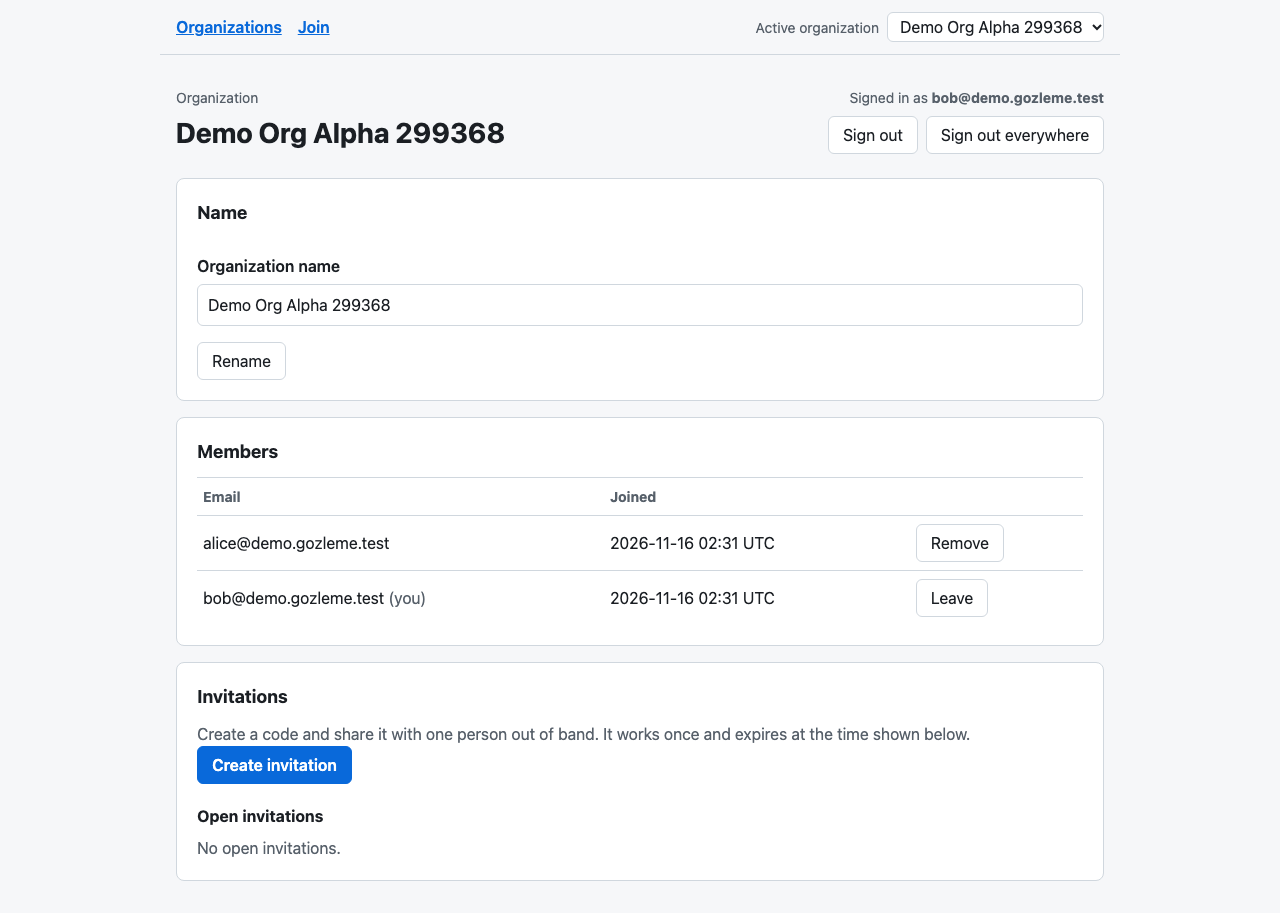 Organizations Join Active organization Demo Org Alpha 299368
Organization
Signed in as bob@demo.gozleme.test
Demo Org Alpha 299368
Sign out Sign out everywhere
Name
Organization name
Demo Org Alpha 299368
Rename
Members
Email Joined
alice@demo.gozleme.test 2026-11-16 02:31 UTC Remove
bob@demo.gozleme.test (you) 2026-11-16 02:31 UTC Leave
Invitations
Create a code and share it with one person out of band. It works once and expires at the time shown below.
Create invitation
Open invitations
No open invitations.